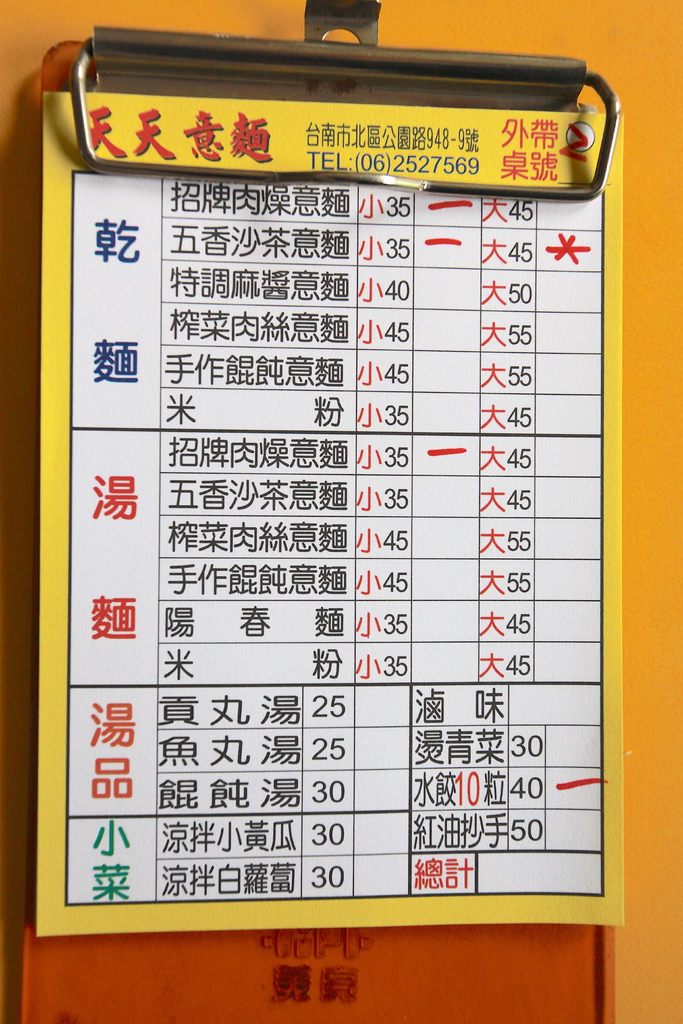 天天意麵 台南市北區公園路948-9號 外帶
TEL:(06)2527569 桌號 2
乾麵
招牌肉燥意麵 小35 一 大45
五香沙茶意麵 小35 一 大45
特調麻醬意麵 小40 大50
榨菜肉絲意麵 小45 大55
手作餛飩意麵 小45 大55
米粉 小35 大45
湯麵
招牌肉燥意麵 小35 一 大45
五香沙茶意麵 小35 大45
榨菜肉絲意麵 小45 大55
手作餛飩意麵 小45 大55
陽春麵 小35 大45
米粉 小35 大45
湯品
貢丸湯 25 滷味
魚丸湯 25 燙青菜 30
餛飩湯 30 水餃10粒 40 一
小菜
涼拌小黃瓜 30 紅油抄手 50
涼拌白蘿蔔 30 總計